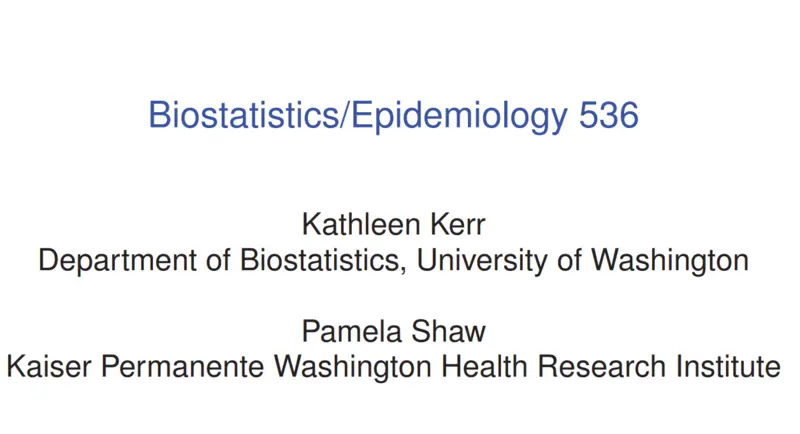 Biostatistics/Epidemiology 536
Kathleen Kerr
Department of Biostatistics, University of Washington
Pamela Shaw
Kaiser Permanente Washington Health Research Institute